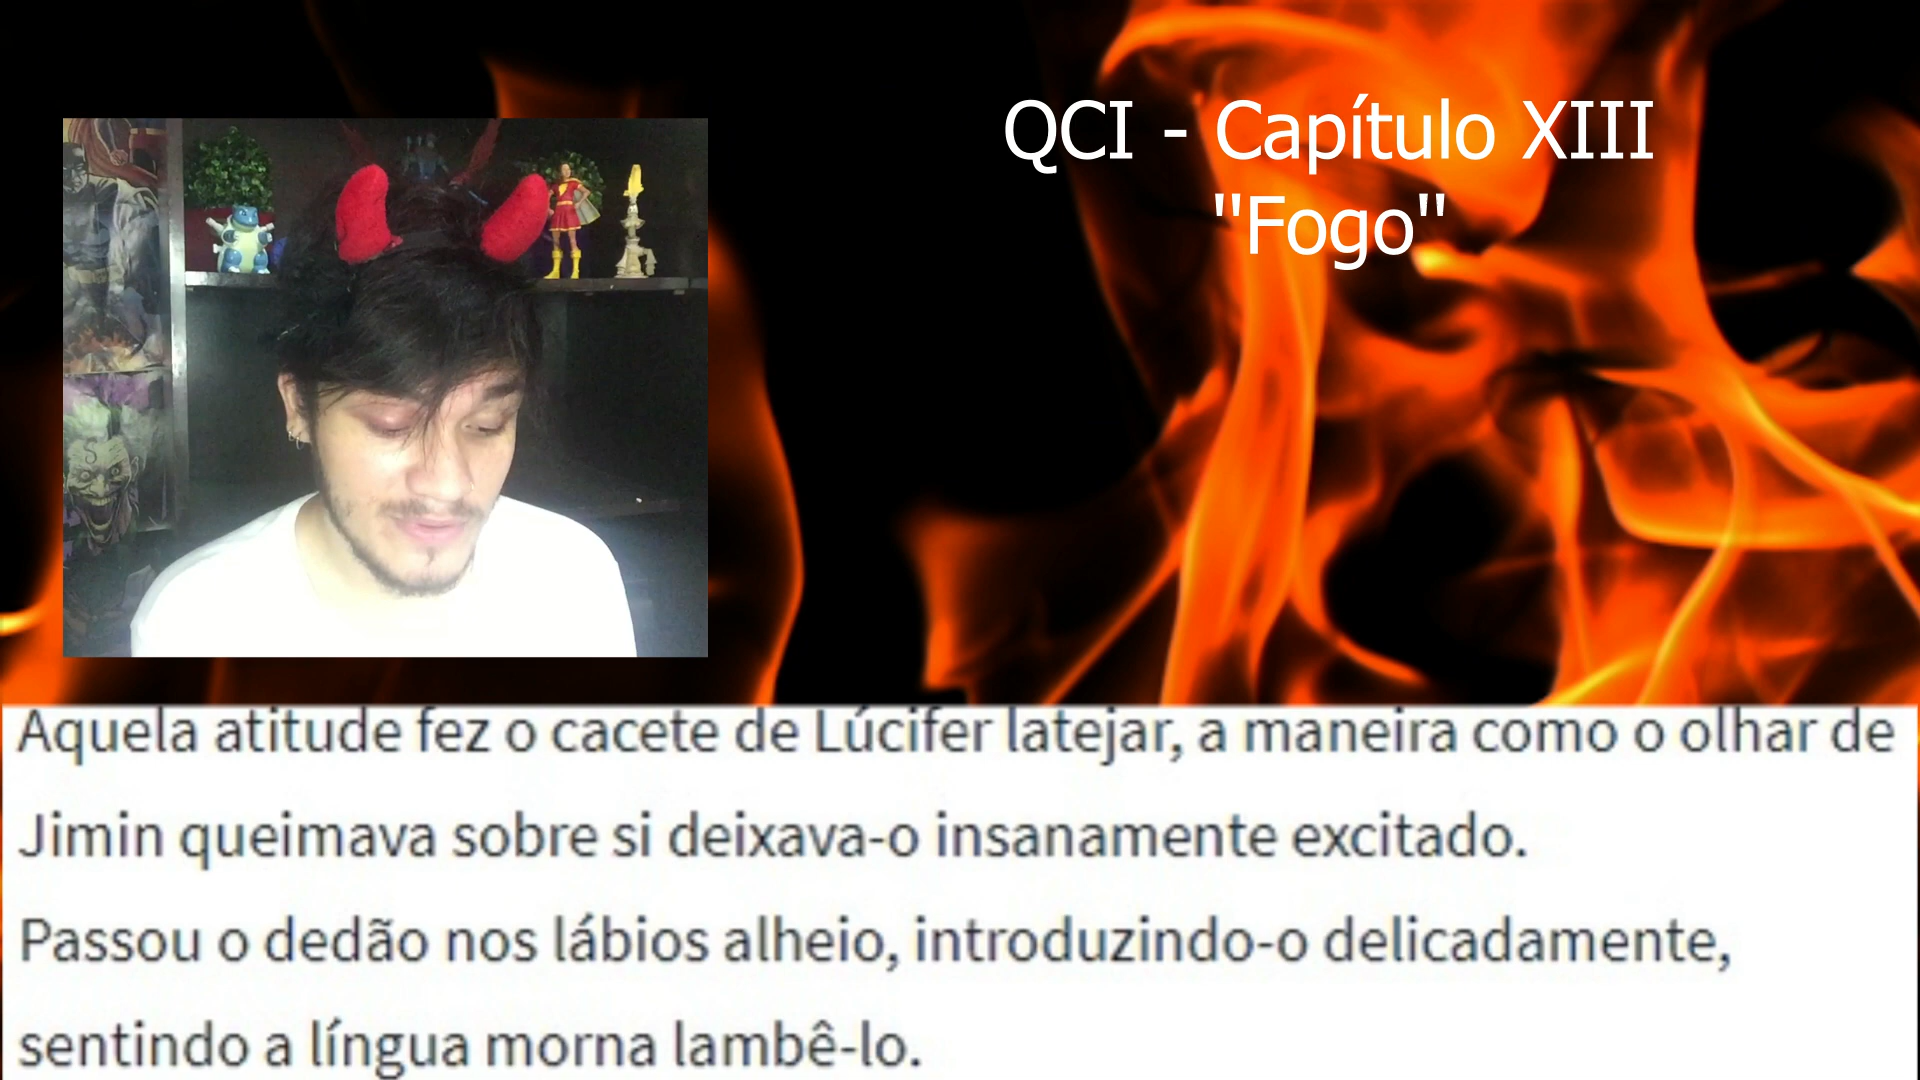 QCI - Capítulo XIII
"Fogo"
Aquela atitude fez o cacete de Lúcifer latejar, a maneira como o olhar de
Jimin queimava sobre si deixava-o insanamente excitado.
Passou o dedão nos lábios alheio, introduzindo-o delicadamente,
sentindo a língua morna lambê-lo.